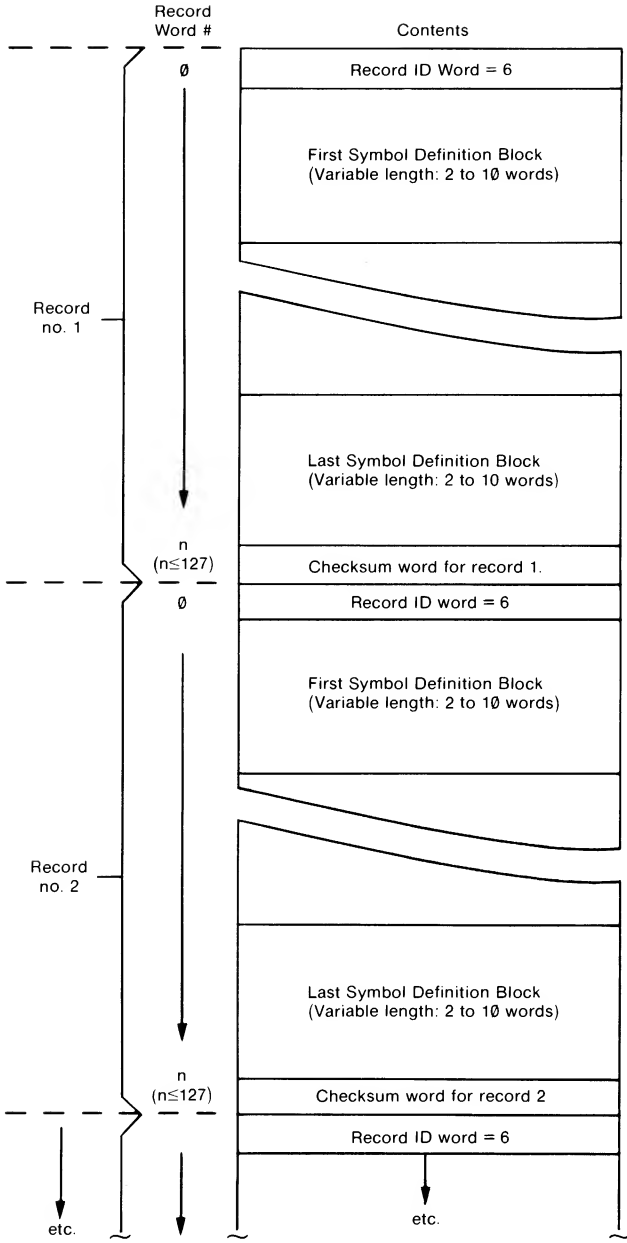 Record
Word #
Contents
Ø
Record ID Word = 6
First Symbol Definition Block
(Variable length: 2 to 1Ø words)
Record
no. 1
Last Symbol Definition Block
(Variable length: 2 to 10 words)
n
(n≤127)
Checksum word for record 1.
Ø
Record ID word = 6
First Symbol Definition Block
(Variable length: 2 to 1Ø words)
Record
no. 2
Last Symbol Definition Block
(Variable length: 2 to 1Ø words)
n
(n≤127)
Checksum word for record 2
Record ID word = 6
etc.
etc.